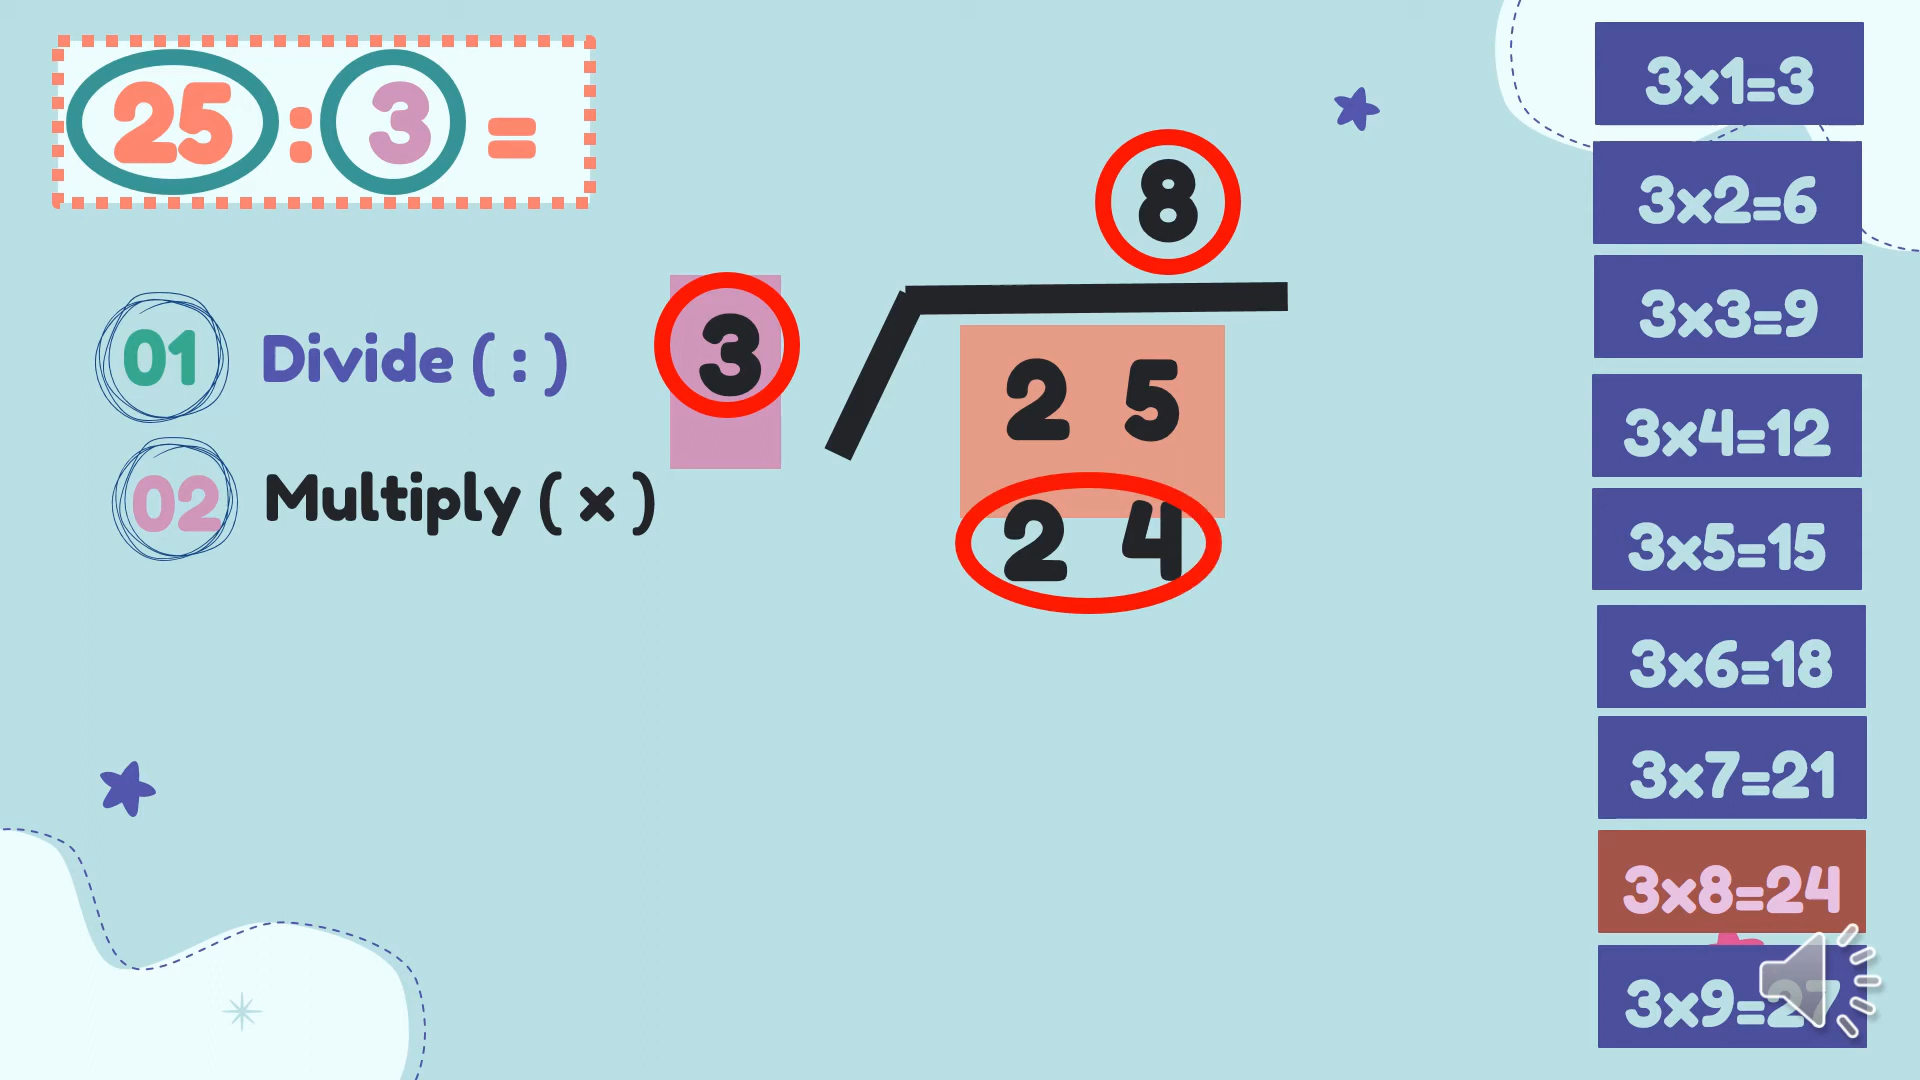 25 : 3 =
01 Divide ( : )
02 Multiply ( x )
8
3
2 5
2 4
3x1=3
3x2=6
3x3=9
3x4=12
3x5=15
3x6=18
3x7=21
3x8=24
3x9=27